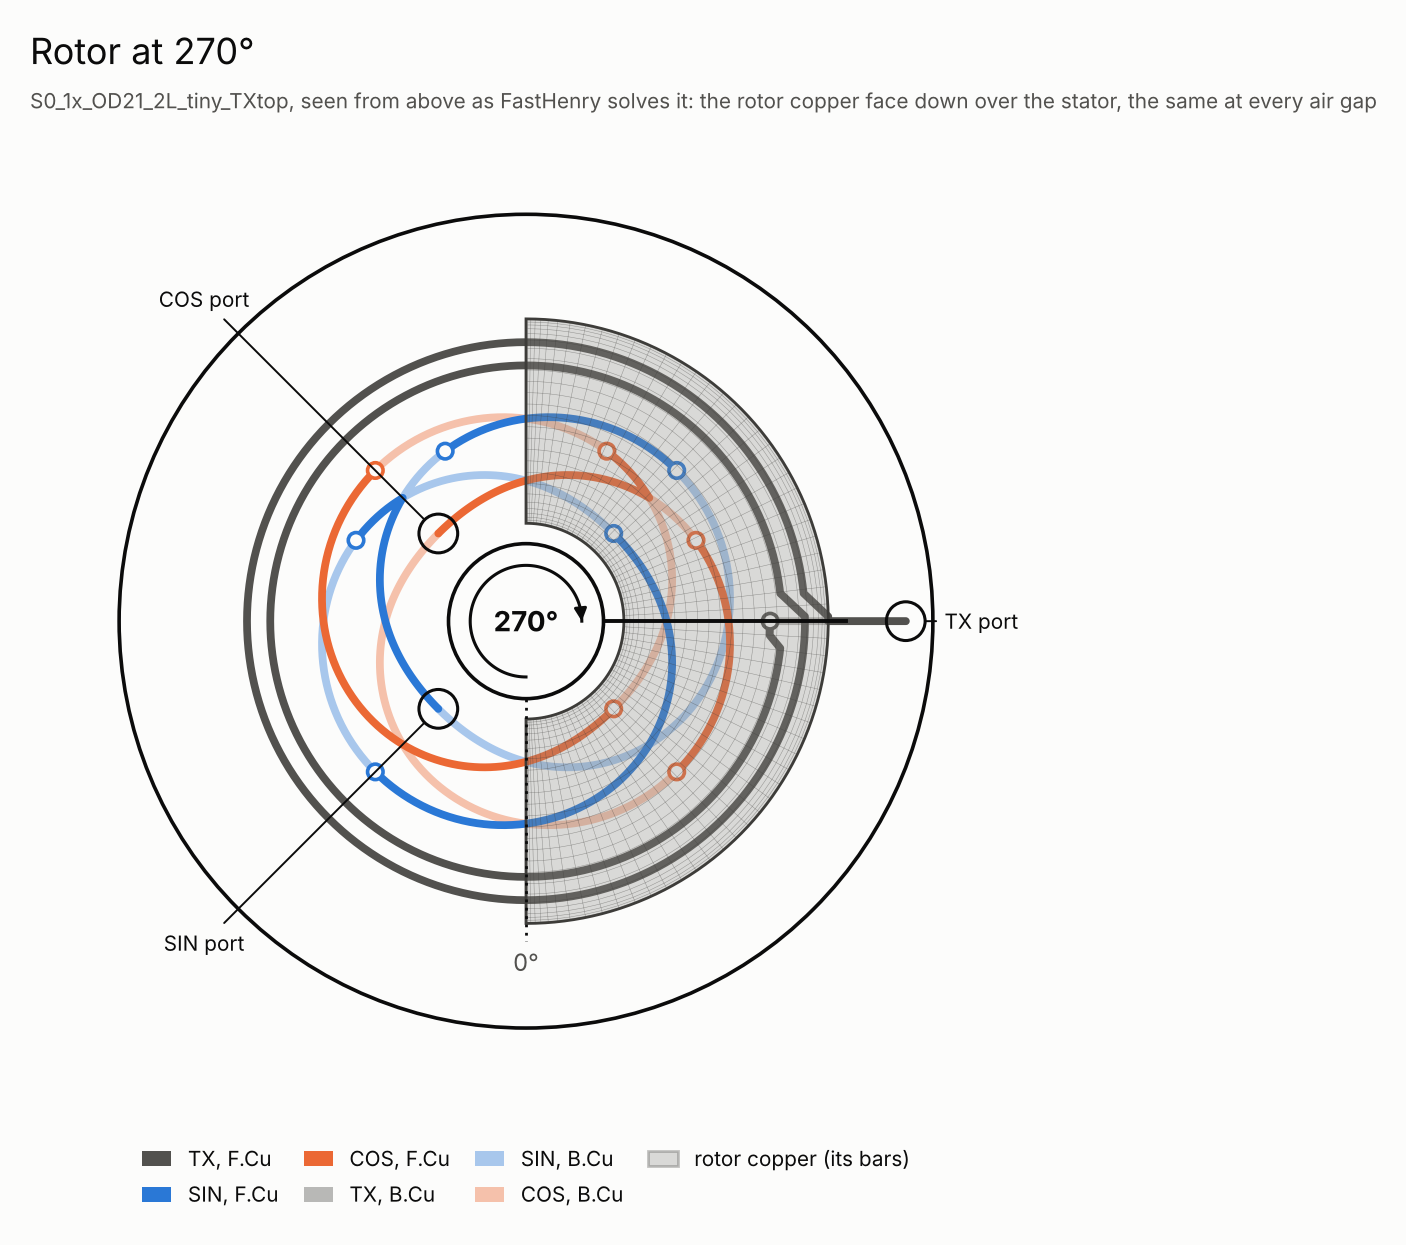 Rotor at 270°
S0_1x_OD21_2L_tiny_TXtop, seen from above as FastHenry solves it: the rotor copper face down over the stator, the same at every air gap
COS port
270°
TX port
SIN port
0°
TX, F.Cu
COS, F.Cu
SIN, B.Cu
rotor copper (its bars)
SIN, F.Cu
TX, B.Cu
COS, B.Cu